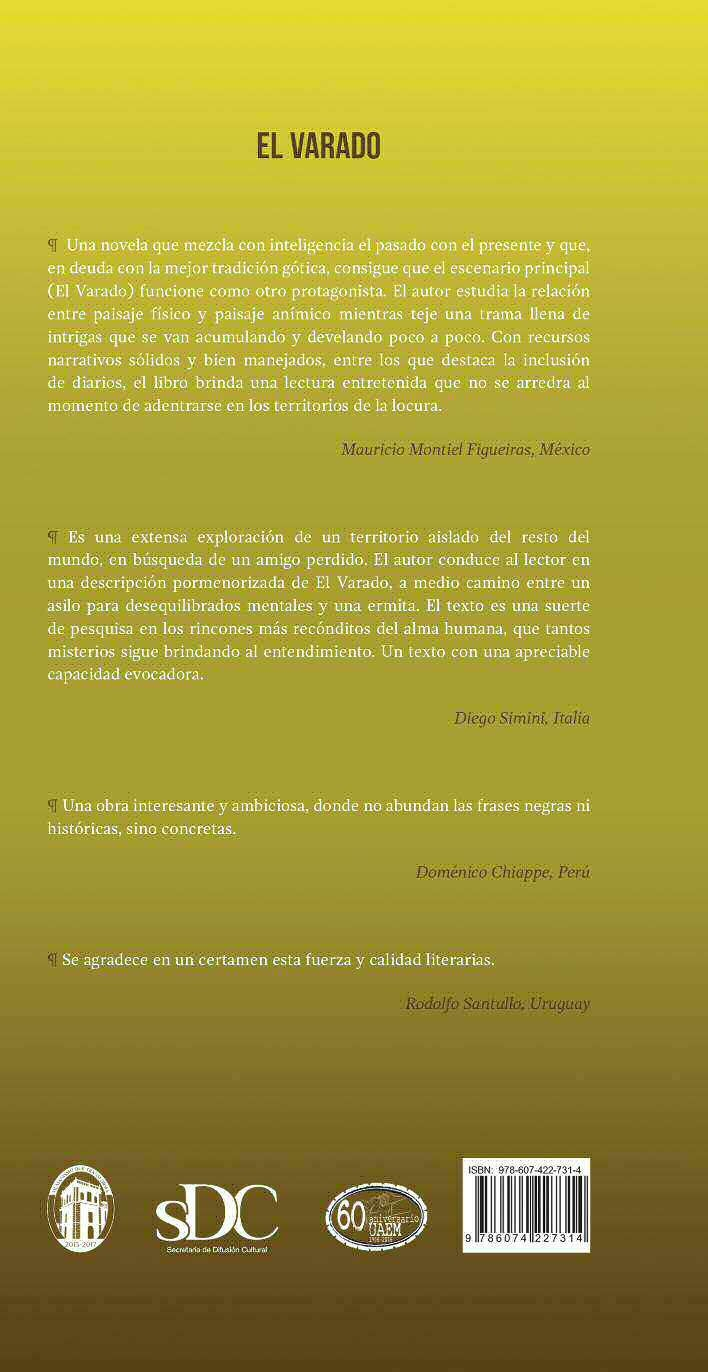 EL VARADO
¶ Una novela que mezcla con inteligencia el pasado con el presente y que,
en deuda con la mejor tradición gótica, consigue que el escenario principal
(El Varado) funcione como otro protagonista. El autor estudia la relación
entre paisaje físico y paisaje anímico mientras teje una trama llena de
intrigas que se van acumulando y develando poco a poco. Con recursos
narrativos sólidos y bien manejados, entre los que destaca la inclusión
de diarios, el libro brinda una lectura entretenida que no se arredra al
momento de adentrarse en los territorios de la locura.
Mauricio Montiel Figueiras, México
¶ Es una extensa exploración de un territorio aislado del resto del
mundo, en búsqueda de un amigo perdido. El autor conduce al lector en
una descripción pormenorizada de El Varado, a medio camino entre un
asilo para desequilibrados mentales y una ermita. El texto es una suerte
de pesquisa en los rincones más recónditos del alma humana, que tantos
misterios sigue brindando al entendimiento. Un texto con una apreciable
capacidad evocadora.
Diego Simini, Italia
¶ Una obra interesante y ambiciosa, donde no abundan las frases negras ni
históricas, sino concretas.
Doménico Chiappe, Perú
¶ Se agradece en un certamen esta fuerza y calidad literarias.
Rodolfo Santullo, Uruguay
2013-2017
SDC
Secretaría de Difusión Cultural
60
aniversario
UAEM
ISBN: 978-607-422-731-4
9 786074 227314